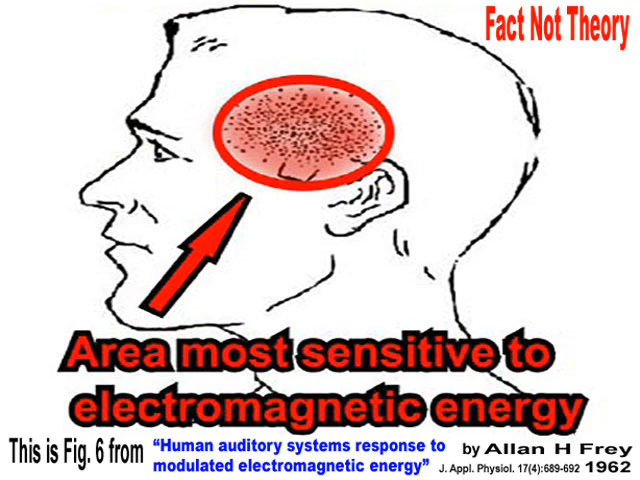 Fact Not Theory
Area most sensitive to
electromagnetic energy
This is Fig. 6 from "Human auditory systems response to by Allan H Frey
modulated electromagnetic energy" J. Appl. Physiol. 17(4):689-692 1962